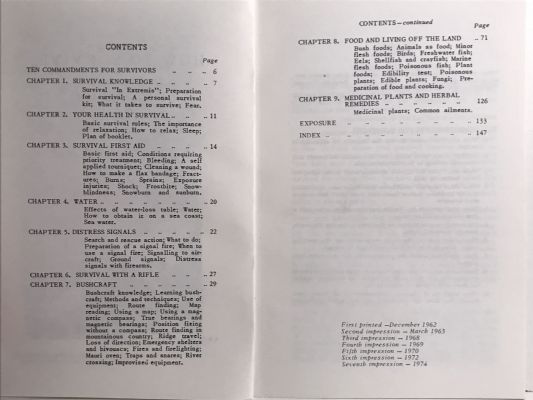 CONTENTS
Page
TEN COMMANDMENTS FOR SURVIVORS .. .. .. 6
CHAPTER 1. SURVIVAL KNOWLEDGE .. .. .. 7
Survival "In Extremis"; Preparation
for survival; A personal survival
kit; What it takes to survive; Fear.
CHAPTER 2. YOUR HEALTH IN SURVIVAL .. .. 11
Basic survival roles; The importance
of relaxation; How to relax; Sleep;
Plan of booklet.
CHAPTER 3. SURVIVAL FIRST AID .. .. .. 14
Basic first aid; Conditions requiring
priority treatment; Bleeding; A self
applied tourniquet; Cleaning a wound;
How to make a flax bandage; Fract-
ures; Burns; Sprains; Exposure
injuries; Shock; Frostbite; Snow-
blindness; Snowburn and sunburn.
CHAPTER 4. WATER .. .. .. .. .. .. 20
Effects of water-loss table; Water;
How to obtain it on a sea coast;
Sea water.
CHAPTER 5. DISTRESS SIGNALS .. .. .. 22
Search and rescue action; What to do;
Preparation of a signal fire; When to
use a signal fire; Signalling to air-
craft; Ground signals; Distress
signals with firearms.
CHAPTER 6. SURVIVAL WITH A RIFLE .. .. .. 27
CHAPTER 7. BUSHCRAFT .. .. .. .. .. 29
Bushcraft knowledge; Learning bush-
craft; Methods and techniques; Use of
equipment; Route finding; Map
reading; Using a map; Using a mag-
netic compass; True bearings and
magnetic bearings; Position fixing
without a compass; Route finding in
mountainous country; Ridge travel;
Loss of direction; Emergency shelters
and bivouacs; Fires and firelighting;
Maori oven; Traps and snares; River
crossing; Improvised equipment.
CONTENTS—continued
Page
CHAPTER 8. FOOD AND LIVING OFF THE LAND .. 71
Bush foods; Animals as food; Minor
flesh foods; Birds; Freshwater fish;
Eels; Shellfish and crayfish; Marine
flesh foods; Poisonous fish; Plant
foods; Edibility test; Poisonous
plants; Edible plants; Fungi; Pre-
paration of food and cooking.
CHAPTER 9. MEDICINAL PLANTS AND HERBAL
REMEDIES .. .. .. .. .. .. 126
Medicinal plants; Common ailments.
EXPOSURE .. .. .. .. .. .. .. 133
INDEX .. .. .. .. .. .. .. .. 147
First printed—December 1962
Second impression—March 1963
Third impression—1968
Fourth impression—1969
Fifth impression—1970
Sixth impression—1972
Seventh impression—1974